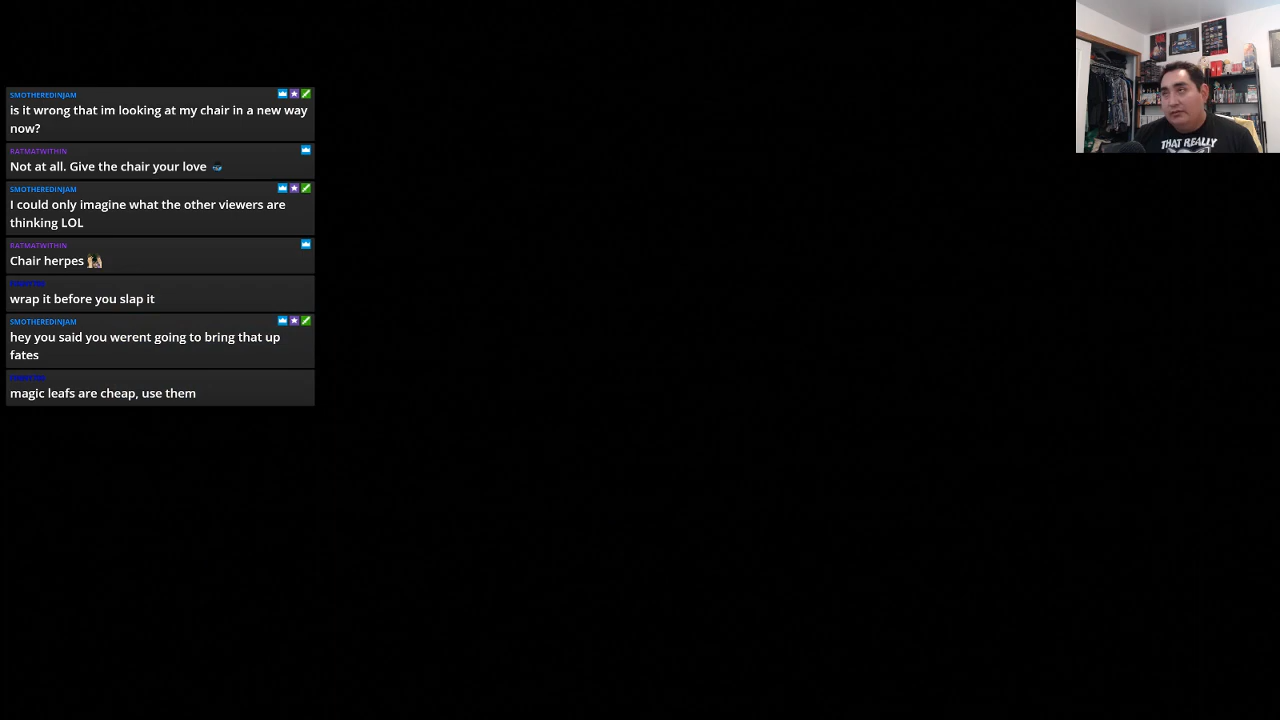 SMOTHEREDINJAM
is it wrong that im looking at my chair in a new way
now?
RATMATWITHIN
Not at all. Give the chair your love
SMOTHEREDINJAM
I could only imagine what the other viewers are
thinking LOL
RATMATWITHIN
Chair herpes
wrap it before you slap it
SMOTHEREDINJAM
hey you said you werent going to bring that up
fates
magic leafs are cheap, use them
THAT REALLY